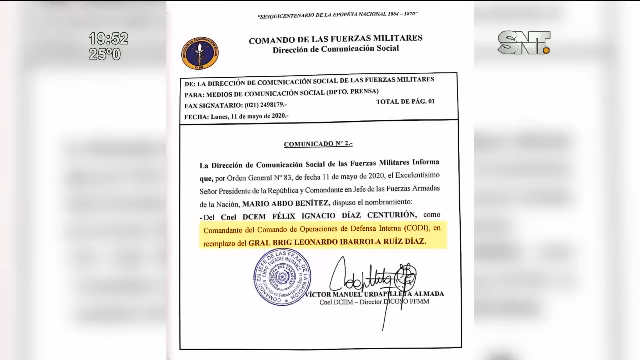 19:52
25°0
SNT
"SESQUICENTENARIO DE LA EPOPEYA NACIONAL 1864 – 1870"
COMANDO DE LAS FUERZAS MILITARES
Dirección de Comunicación Social
DE: LA DIRECCIÓN DE COMUNICACIÓN SOCIAL DE LAS FUERZAS MILITARES
PARA: MEDIOS DE COMUNICACIÓN SOCIAL (DPTO. PRENSA)
FAX SIGNATARIO: (021) 2498179.- TOTAL DE PÁG. 01
FECHA: Lunes, 11 de mayo de 2020.-
COMUNICADO Nº 2.-
La Dirección de Comunicación Social de las Fuerzas Militares Informa
que, por Orden General Nº 83, de fecha 11 de mayo de 2020, el Excelentísimo
Señor Presidente de la República y Comandante en Jefe de las Fuerzas Armadas
de la Nación, MARIO ABDO BENÍTEZ, dispuso el nombramiento:
-Del Cnel DCEM FÉLIX IGNACIO DÍAZ CENTURIÓN, como
Comandante del Comando de Operaciones de Defensa Interna (CODI), en
reemplazo del GRAL BRIG LEONARDO IBARROLA RUÍZ DÍAZ.
VÍCTOR MANUEL URDAPILLETA ALMADA
Cnel DCEM – Director DICOSO FFMM